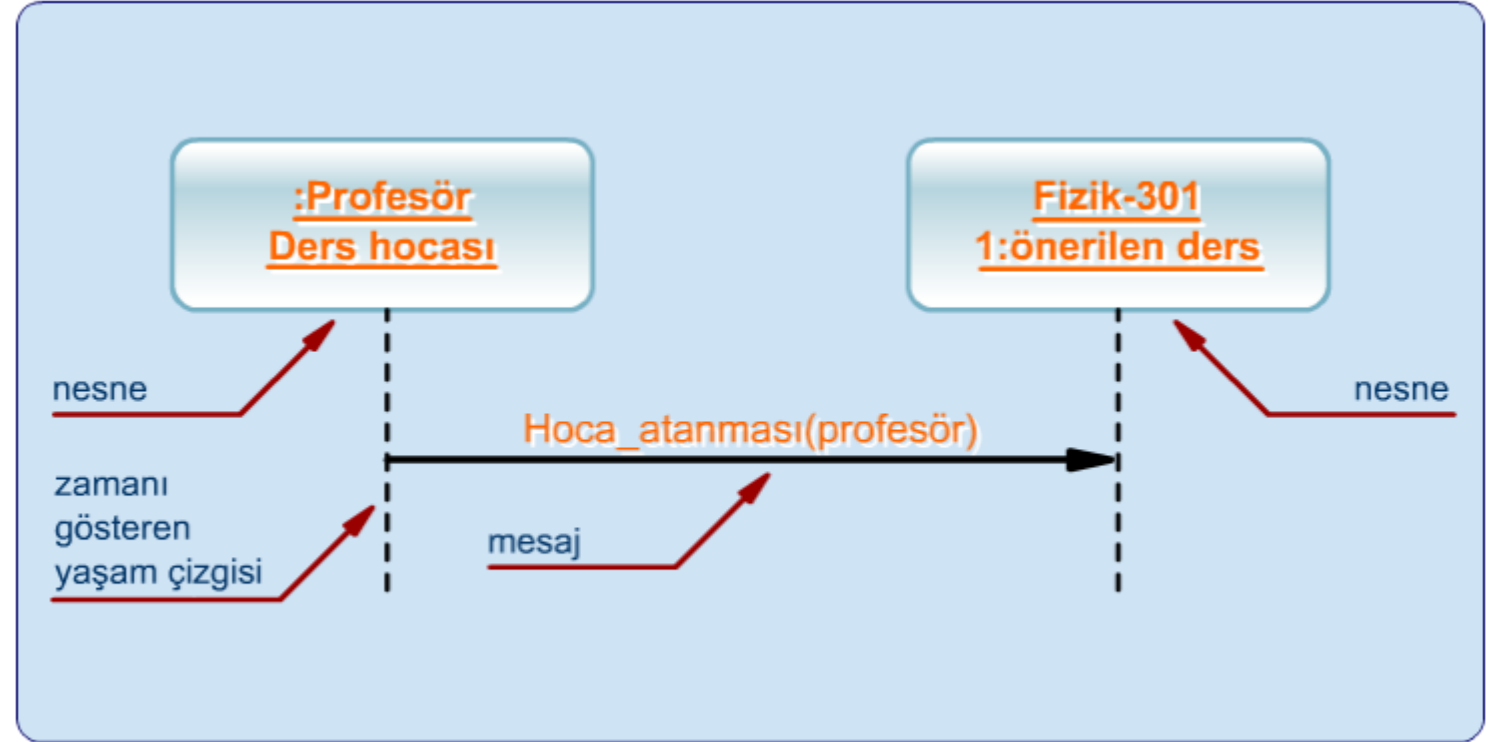 :Profesör
Ders hocası
Fizik-301
1:önerilen ders
nesne
nesne
Hoca_atanması(profesör)
zamanı
gösteren
yaşam çizgisi
mesaj